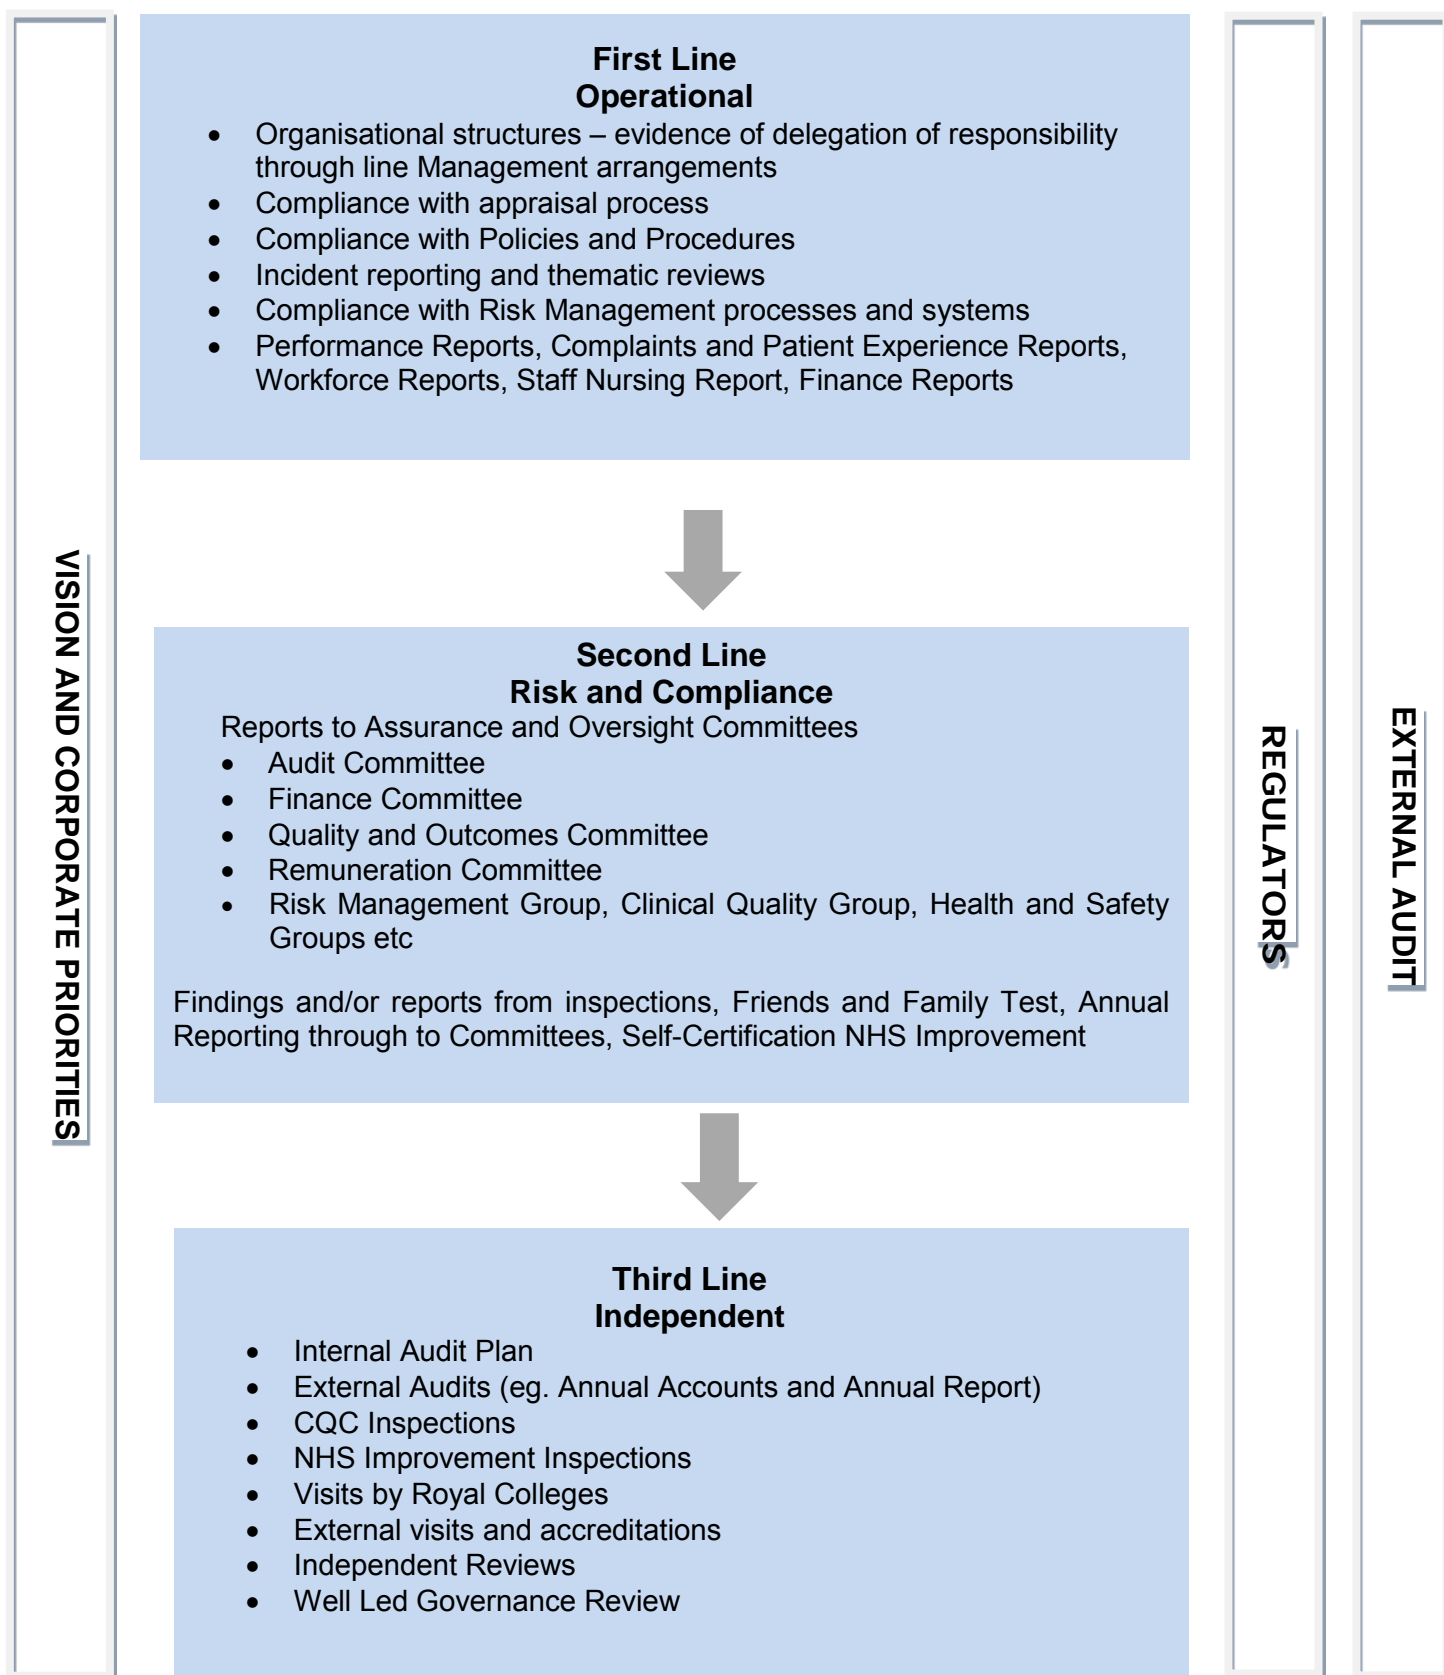 VISION AND CORPORATE PRIORITIES
First Line
Operational
• Organisational structures – evidence of delegation of responsibility
through line Management arrangements
• Compliance with appraisal process
• Compliance with Policies and Procedures
• Incident reporting and thematic reviews
• Compliance with Risk Management processes and systems
• Performance Reports, Complaints and Patient Experience Reports,
Workforce Reports, Staff Nursing Report, Finance Reports
Second Line
Risk and Compliance
Reports to Assurance and Oversight Committees
• Audit Committee
• Finance Committee
• Quality and Outcomes Committee
• Remuneration Committee
• Risk Management Group, Clinical Quality Group, Health and Safety
Groups etc
Findings and/or reports from inspections, Friends and Family Test, Annual
Reporting through to Committees, Self-Certification NHS Improvement
Third Line
Independent
• Internal Audit Plan
• External Audits (eg. Annual Accounts and Annual Report)
• CQC Inspections
• NHS Improvement Inspections
• Visits by Royal Colleges
• External visits and accreditations
• Independent Reviews
• Well Led Governance Review
REGULATORS
EXTERNAL AUDIT